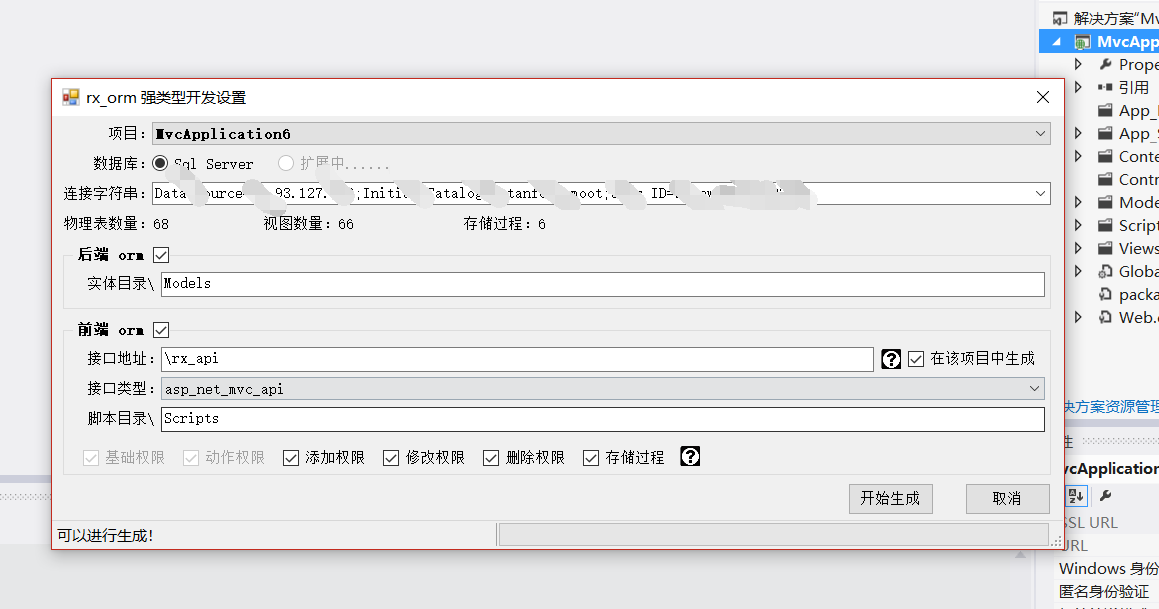 解决方案"Mv
MvcApp
Prope
引用
App_
App_S
Conte
Contr
Mode
Script
Views
Globa
packa
Web.
rx_orm 强类型开发设置
项目: MvcApplication6
数据库: Sql Server 扩展中......
连接字符串: Data ource 93.127. ;Initi Catalog tanf moot; ID=
物理表数量: 68 视图数量: 66 存储过程: 6
后端 orm
实体目录\ Models
前端 orm
接口地址: \rx_api 在该项目中生成
接口类型: asp_net_mvc_api
脚本目录\ Scripts
基础权限 动作权限 添加权限 修改权限 删除权限 存储过程
开始生成 取消
可以进行生成!
决方案资源管理
性
vcApplication
SSL URL
URL
Windows 身份
匿名身份验证